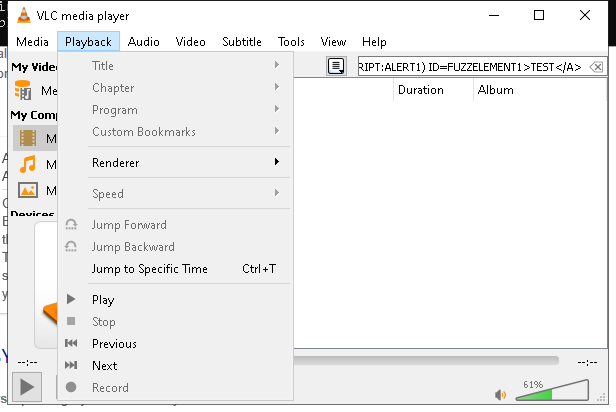 VLC media player
Media Playback Audio Video Subtitle Tools View Help
My Vide
RIPT:ALERT1) ID=FUZZELEMENT1>TEST</A>
Title
Duration Album
Me
Chapter
Program
My Comp
Custom Bookmarks
M
Renderer
M
M
Speed
Devices
Jump Forward
Jump Backward
Jump to Specific Time Ctrl+T
Play
Stop
Previous
Next
--:-- --:--
Record
61%